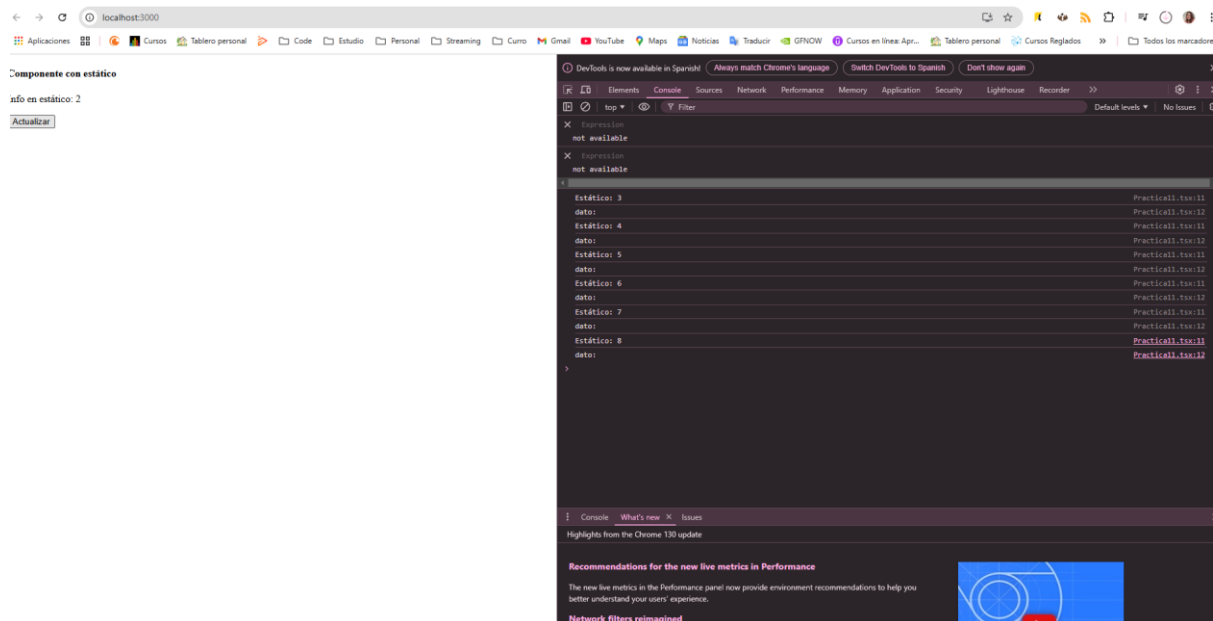 localhost:3000
Aplicaciones Cursos Tablero personal Code Estudio Personal Streaming Curro Gmail YouTube Maps Noticias Traducir GFNOW Cursos en línea: Apr... Tablero personal Cursos Reglados » Todos los marcadore
Componente con estático
info en estático: 2
Actualizar
DevTools is now available in Spanish! Always match Chrome's language Switch DevTools to Spanish Don't show again
Elements Console Sources Network Performance Memory Application Security Lighthouse Recorder »
top Filter Default levels No Issues
Expression
not available
Expression
not available
Estático: 3 Practica11.tsx:11
dato: Practica11.tsx:12
Estático: 4 Practica11.tsx:11
dato: Practica11.tsx:12
Estático: 5 Practica11.tsx:11
dato: Practica11.tsx:12
Estático: 6 Practica11.tsx:11
dato: Practica11.tsx:12
Estático: 7 Practica11.tsx:11
dato: Practica11.tsx:12
Estático: 8 Practica11.tsx:11
dato: Practica11.tsx:12
Console What's new Issues
Highlights from the Chrome 130 update
Recommendations for the new live metrics in Performance
The new live metrics in the Performance panel now provide environment recommendations to help you
better understand your users' experience.
Network filters reimagined